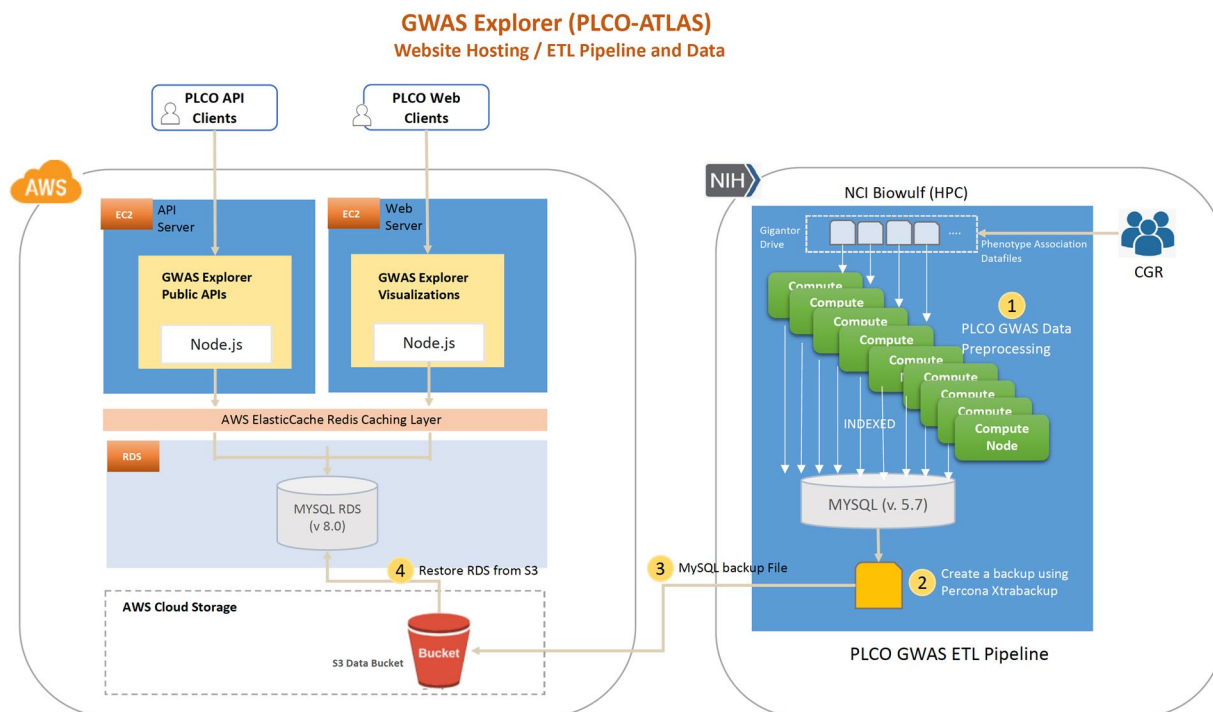 GWAS Explorer (PLCO-ATLAS)
Website Hosting / ETL Pipeline and Data
PLCO API
Clients
PLCO Web
Clients
AWS
EC2
API
Server
GWAS Explorer
Public APIs
Node.js
EC2
Web
Server
GWAS Explorer
Visualizations
Node.js
AWS ElasticCache Redis Caching Layer
RDS
MYSQL RDS
(v 8.0)
4
Restore RDS from S3
AWS Cloud Storage
S3 Data Bucket
Bucket
NIH
NCI Biowulf (HPC)
Gigantor
Drive
....
Phenotype Association
Datafiles
CGR
Compute
Compute
Compute
Compute
Compute
Compute
Compute
Compute
Compute
Node
1
PLCO GWAS Data
Preprocessing
INDEXED
MYSQL (v. 5.7)
3
MySQL backup File
2
Create a backup using
Percona Xtrabackup
PLCO GWAS ETL Pipeline